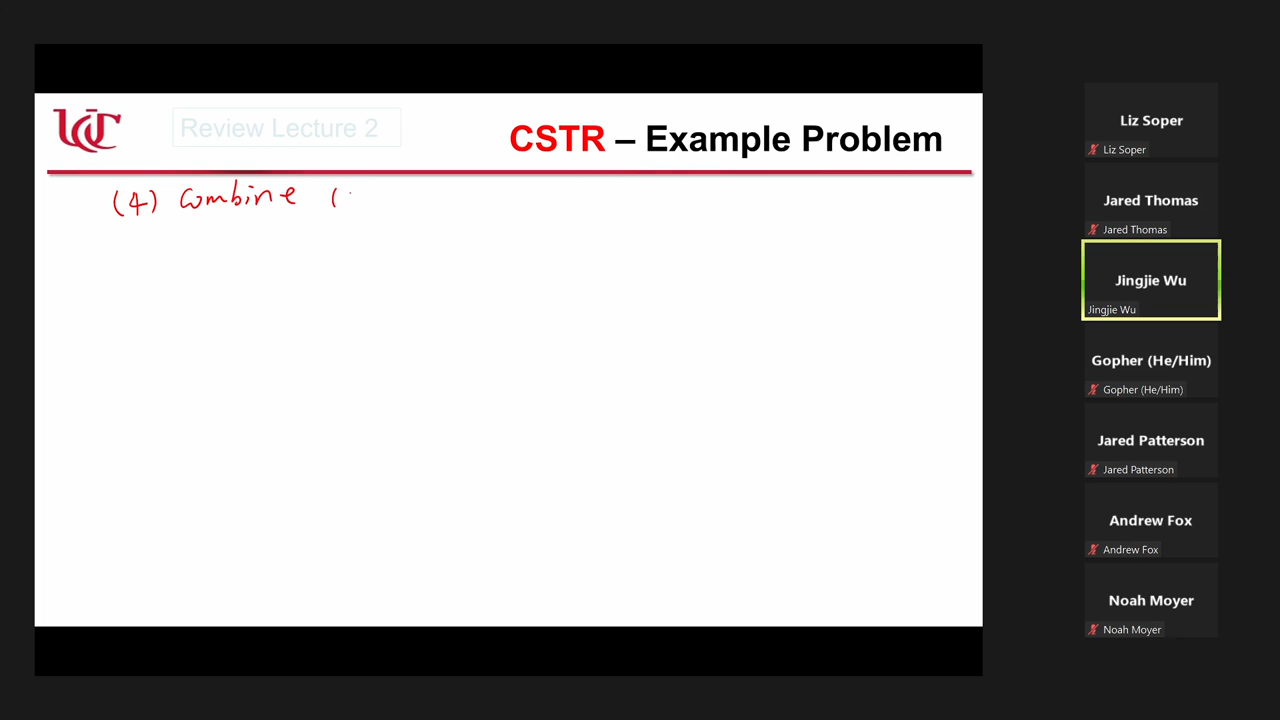 UC
Review Lecture 2
CSTR – Example Problem
(4) Combine (
Liz Soper
Liz Soper
Jared Thomas
Jared Thomas
Jingjie Wu
Jingjie Wu
Gopher (He/Him)
Gopher (He/Him)
Jared Patterson
Jared Patterson
Andrew Fox
Andrew Fox
Noah Moyer
Noah Moyer